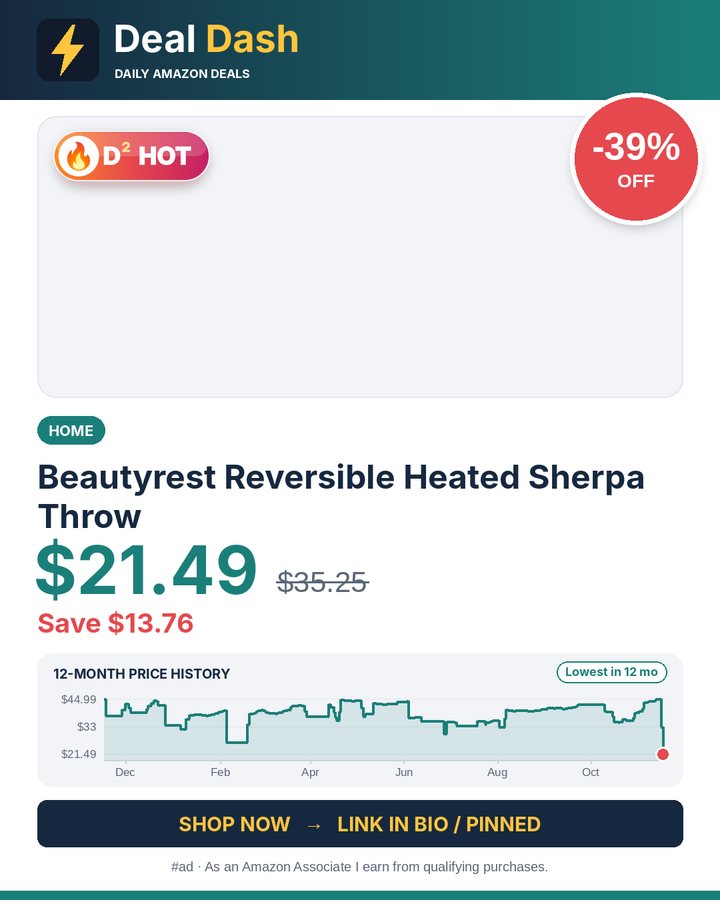 Deal Dash
DAILY AMAZON DEALS
-39%
OFF
D² HOT
HOME
Beautyrest Reversible Heated Sherpa
Throw
$21.49 $35.25
Save $13.76
12-MONTH PRICE HISTORY
Lowest in 12 mo
$44.99
$33
$21.49
Dec Feb Apr Jun Aug Oct
SHOP NOW → LINK IN BIO / PINNED
#ad · As an Amazon Associate I earn from qualifying purchases.